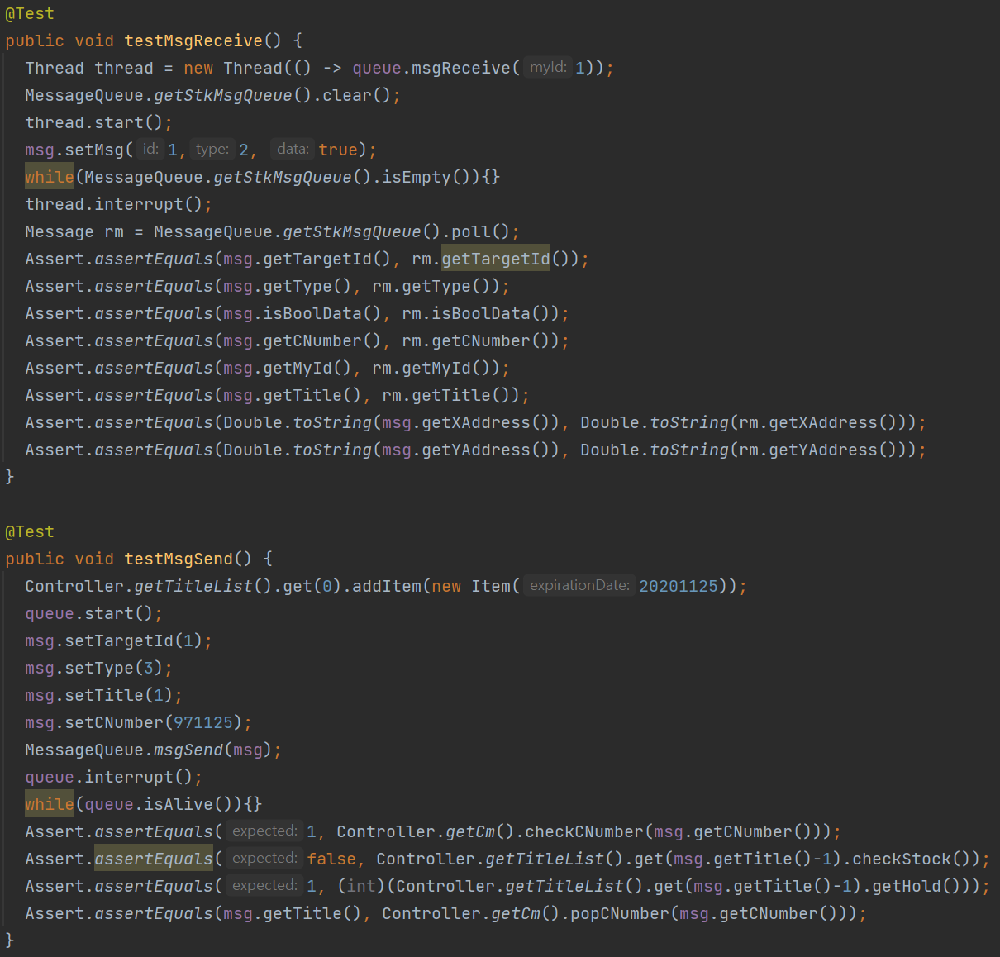 @Test
public void testMsgReceive() {
Thread thread = new Thread(() -> queue.msgReceive( myId: 1));
MessageQueue.getStkMsgQueue().clear();
thread.start();
msg.setMsg( id: 1, type: 2, data: true);
while(MessageQueue.getStkMsgQueue().isEmpty()){}
thread.interrupt();
Message rm = MessageQueue.getStkMsgQueue().poll();
Assert.assertEquals(msg.getTargetId(), rm.getTargetId());
Assert.assertEquals(msg.getType(), rm.getType());
Assert.assertEquals(msg.isBoolData(), rm.isBoolData());
Assert.assertEquals(msg.getCNumber(), rm.getCNumber());
Assert.assertEquals(msg.getMyId(), rm.getMyId());
Assert.assertEquals(msg.getTitle(), rm.getTitle());
Assert.assertEquals(Double.toString(msg.getXAddress()), Double.toString(rm.getXAddress()));
Assert.assertEquals(Double.toString(msg.getYAddress()), Double.toString(rm.getYAddress()));
}
@Test
public void testMsgSend() {
Controller.getTitleList().get(0).addItem(new Item( expirationDate: 20201125));
queue.start();
msg.setTargetId(1);
msg.setType(3);
msg.setTitle(1);
msg.setCNumber(971125);
MessageQueue.msgSend(msg);
queue.interrupt();
while(queue.isAlive()){}
Assert.assertEquals( expected: 1, Controller.getCm().checkCNumber(msg.getCNumber()));
Assert.assertEquals( expected: false, Controller.getTitleList().get(msg.getTitle()-1).checkStock());
Assert.assertEquals( expected: 1, (int)(Controller.getTitleList().get(msg.getTitle()-1).getHold()));
Assert.assertEquals(msg.getTitle(), Controller.getCm().popCNumber(msg.getCNumber()));
}